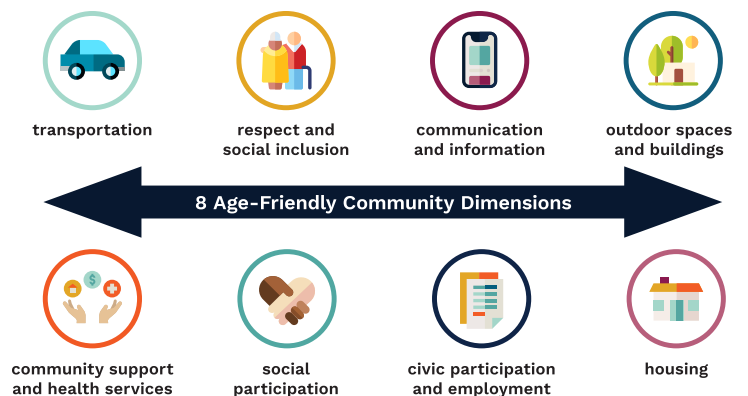 transportation
respect and
social inclusion
communication
and information
outdoor spaces
and buildings
8 Age-Friendly Community Dimensions
$
community support
and health services
social
participation
civic participation
and employment
housing